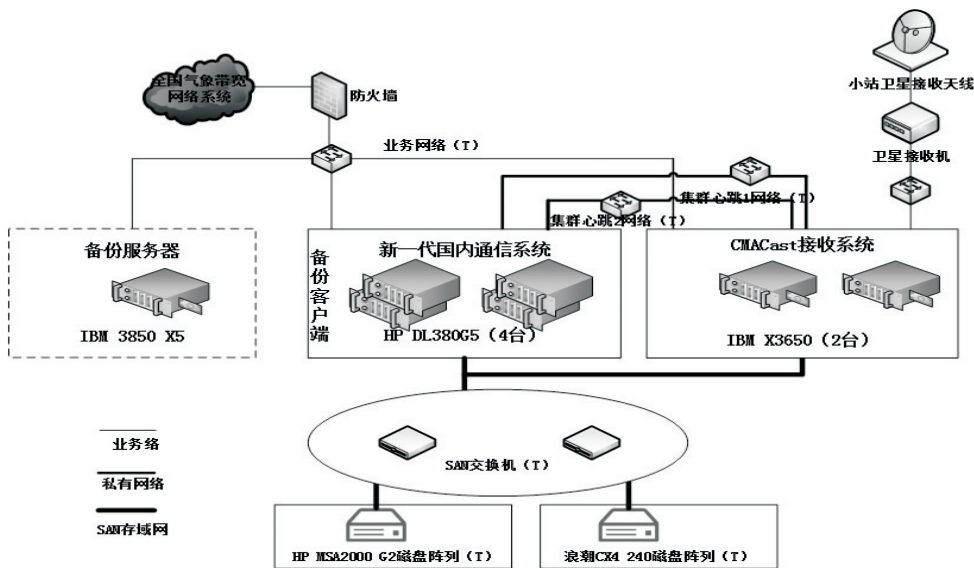 全国气象带宽
网络系统
防火墙
小站卫星接收天线
卫星接收机
业务网络（T）
集群心跳1网络（T）
集群心跳2网络（T）
备份服务器
IBM 3850 X5
备份客户端
新一代国内通信系统
HP DL380G5（4台）
CMACast接收系统
IBM X3650（2台）
业务络
私有网络
SAN存域网
SAN交换机（T）
HP MSA2000 G2磁盘阵列（T）
浪潮CX4 240磁盘阵列（T）